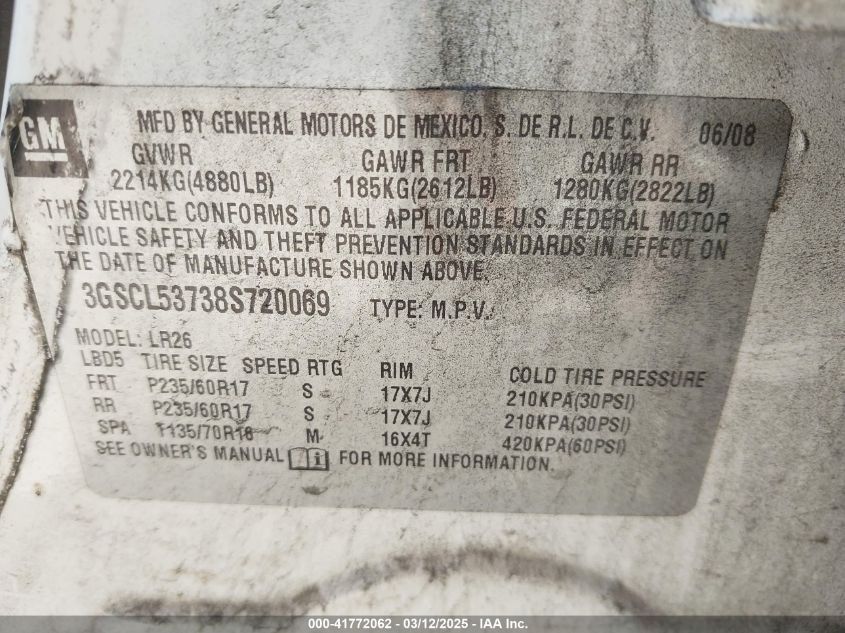 GM
MFD BY GENERAL MOTORS DE MEXICO, S. DE R.L. DE C.V. 06/08
GVWR GAWR FRT GAWR RR
2214KG(4880LB) 1185KG(2612LB) 1280KG(2822LB)
THIS VEHICLE CONFORMS TO ALL APPLICABLE U.S. FEDERAL MOTOR
VEHICLE SAFETY AND THEFT PREVENTION STANDARDS IN EFFECT ON
THE DATE OF MANUFACTURE SHOWN ABOVE.
3GSCL53738S720069 TYPE: M.P.V.
MODEL: LR26
LBD5 TIRE SIZE SPEED RTG RIM COLD TIRE PRESSURE
FRT P235/60R17 S 17X7J 210KPA(30PSI)
RR P235/60R17 S 17X7J 210KPA(30PSI)
SPA T135/70R16 M 16X4T 420KPA(60PSI)
SEE OWNER'S MANUAL i FOR MORE INFORMATION.
000-41772062 - 03/12/2025 - IAA Inc.